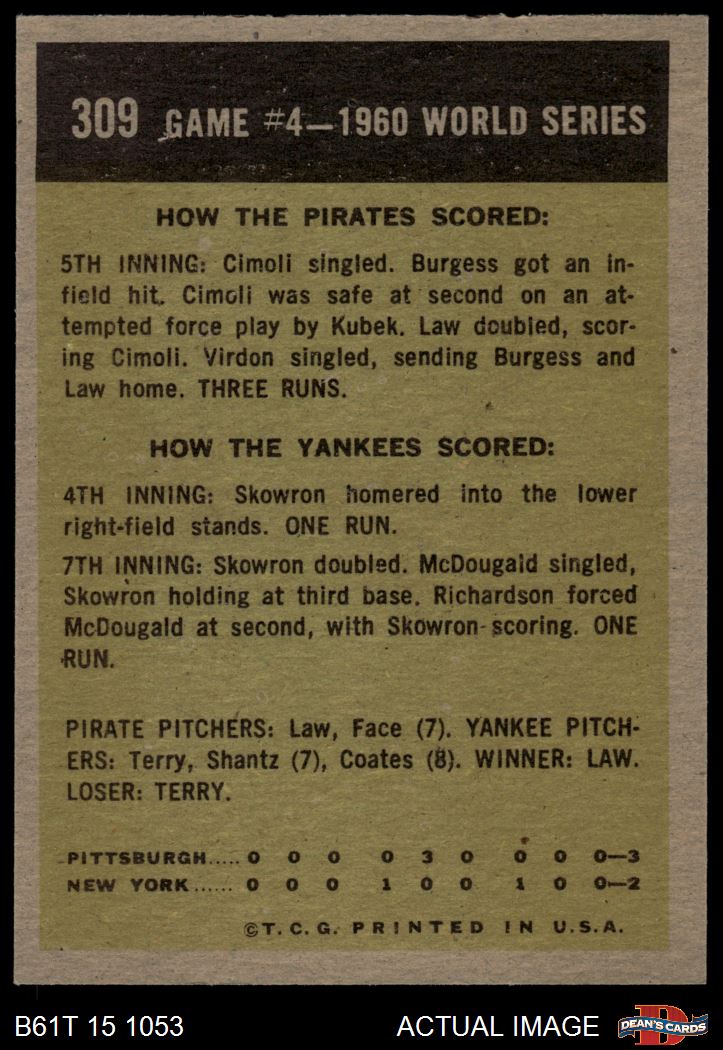 309 GAME #4—1960 WORLD SERIES
HOW THE PIRATES SCORED:
5TH INNING: Cimoli singled. Burgess got an in-
field hit. Cimoli was safe at second on an at-
tempted force play by Kubek. Law doubled, scor-
ing Cimoli. Virdon singled, sending Burgess and
Law home. THREE RUNS.
HOW THE YANKEES SCORED:
4TH INNING: Skowron homered into the lower
right-field stands. ONE RUN.
7TH INNING: Skowron doubled. McDougald singled,
Skowron holding at third base. Richardson forced
McDougald at second, with Skowron scoring. ONE
RUN.
PIRATE PITCHERS: Law, Face (7). YANKEE PITCH-
ERS: Terry, Shantz (7), Coates (8). WINNER: LAW.
LOSER: TERRY.
PITTSBURGH..... 0 0 0 0 3 0 0 0 0—3
NEW YORK...... 0 0 0 1 0 0 1 0 0—2
©T. C. G. PRINTED IN U.S.A.
B61T 15 1053 ACTUAL IMAGE D DEAN'S CARDS